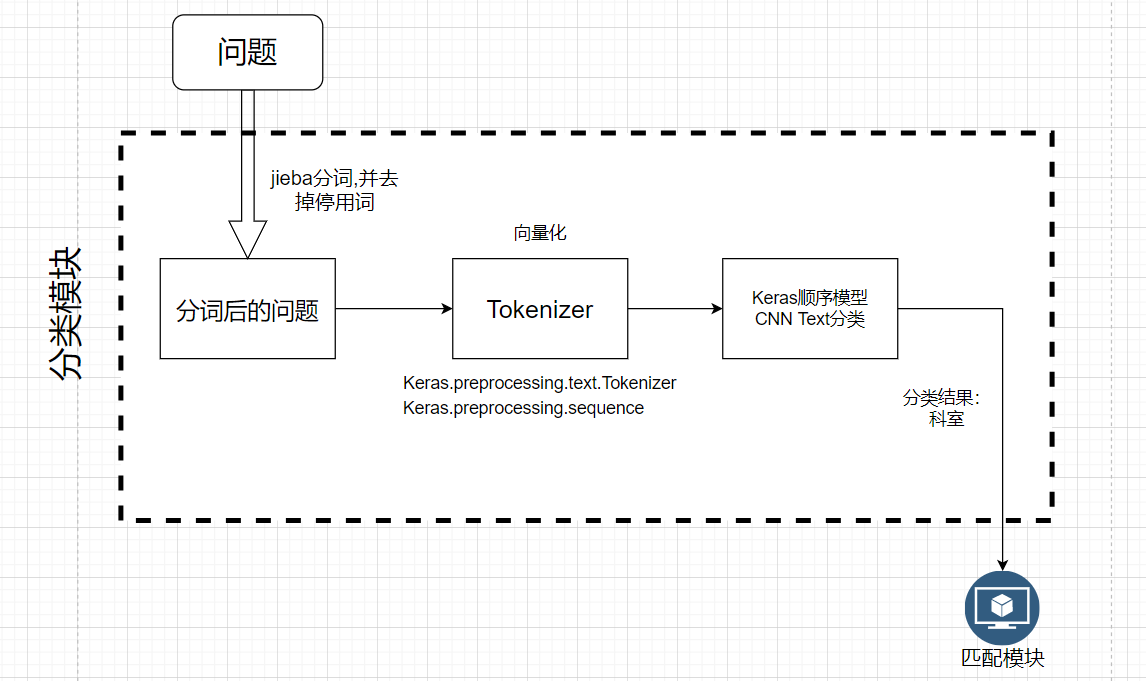 问题
jieba分词,并去
掉停用词
分类模块
向量化
分词后的问题
Tokenizer
Keras顺序模型
CNN Text分类
Keras.preprocessing.text.Tokenizer
Keras.preprocessing.sequence
分类结果：
科室
匹配模块